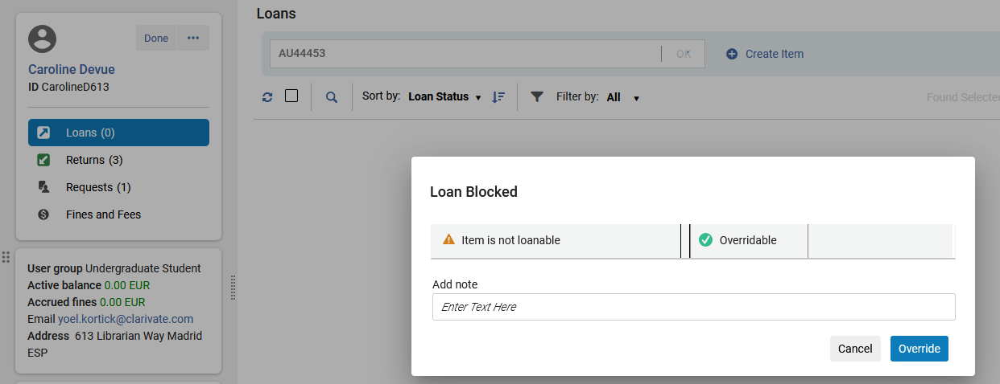 Done
•••
Caroline Devue
ID CarolineD613
Loans (0)
Returns (3)
Requests (1)
Fines and Fees
User group Undergraduate Student
Active balance 0.00 EUR
Accrued fines 0.00 EUR
Email yoel.kortick@clarivate.com
Address 613 Librarian Way Madrid
ESP
Loans
AU44453
OK
Create Item
Sort by: Loan Status
Filter by: All
Found Selected
Loan Blocked
Item is not loanable
Overridable
Add note
Enter Text Here
Cancel
Override